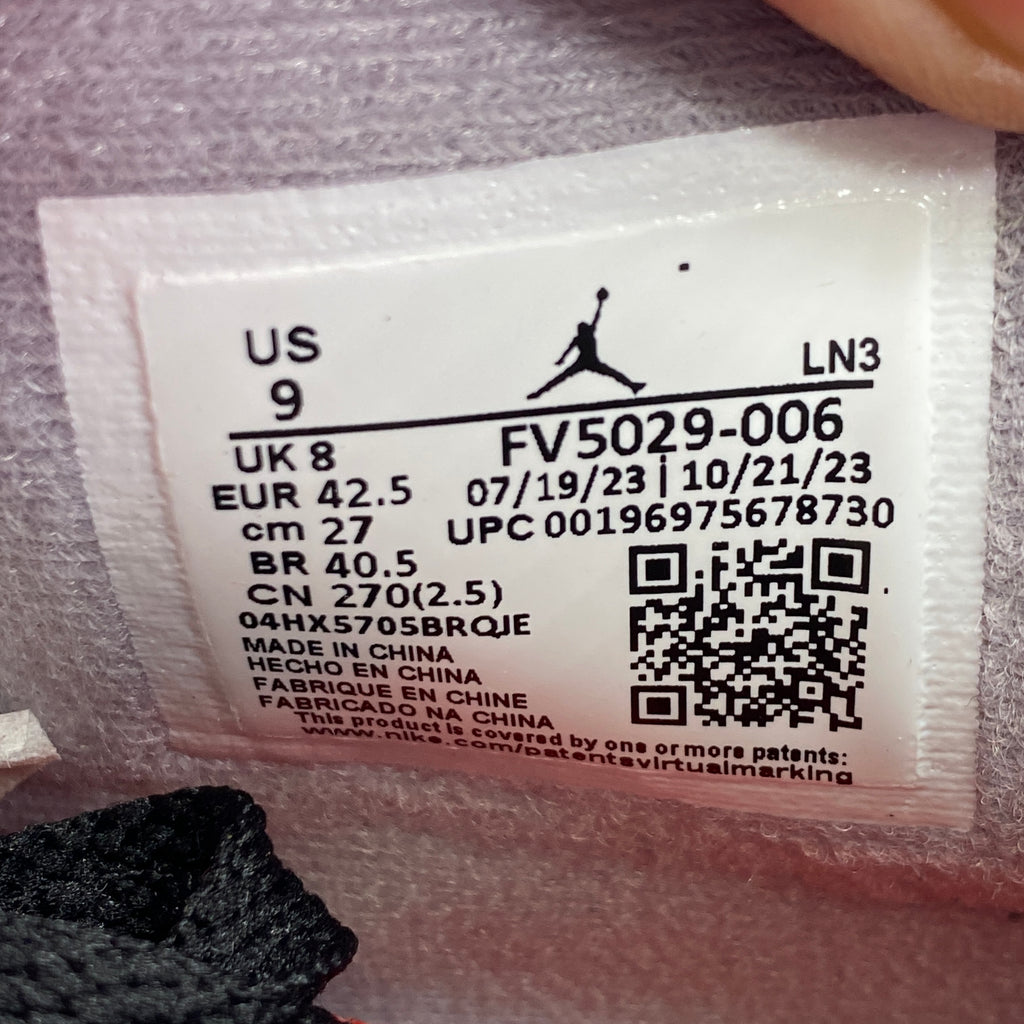 US
9
LN3
UK 8
EUR 42.5
cm 27
BR 40.5
CN 270(2.5)
FV5029-006
07/19/23 | 10/21/23
UPC 00196975678730
04HX5705BRQJE
MADE IN CHINA
HECHO EN CHINA
FABRIQUE EN CHINE
FABRICADO NA CHINA
This product is covered by one or more patents:
www.nike.com/patentsvirtualmarking